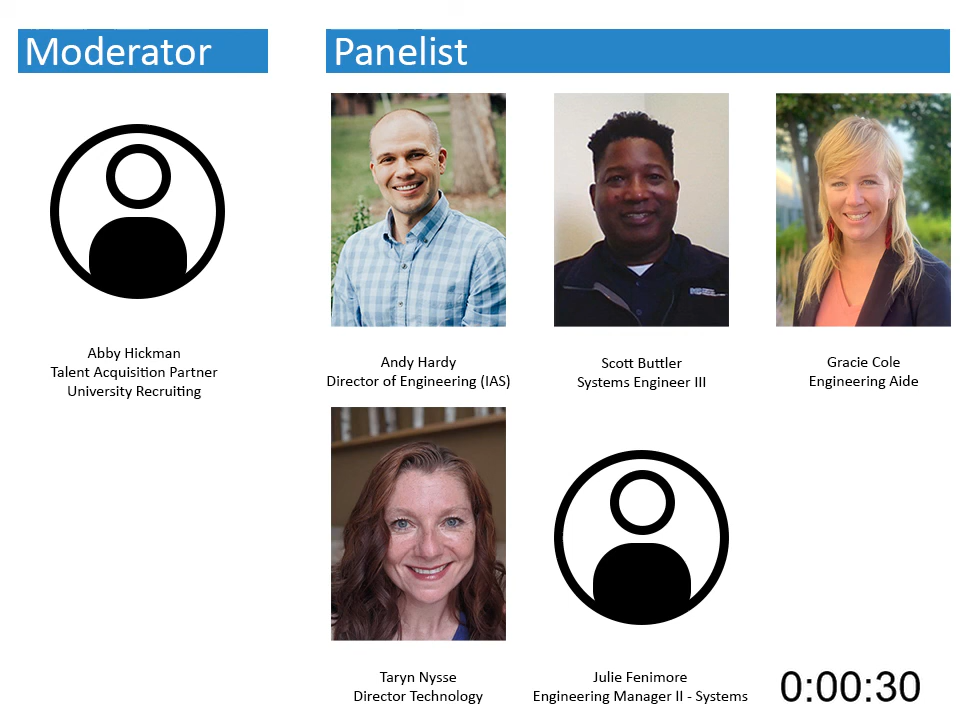 Moderator
Panelist
Abby Hickman
Talent Acquisition Partner
University Recruiting
Andy Hardy
Director of Engineering (IAS)
Scott Buttler
Systems Engineer III
Gracie Cole
Engineering Aide
Taryn Nysse
Director Technology
Julie Fenimore
Engineering Manager II - Systems
0:00:30